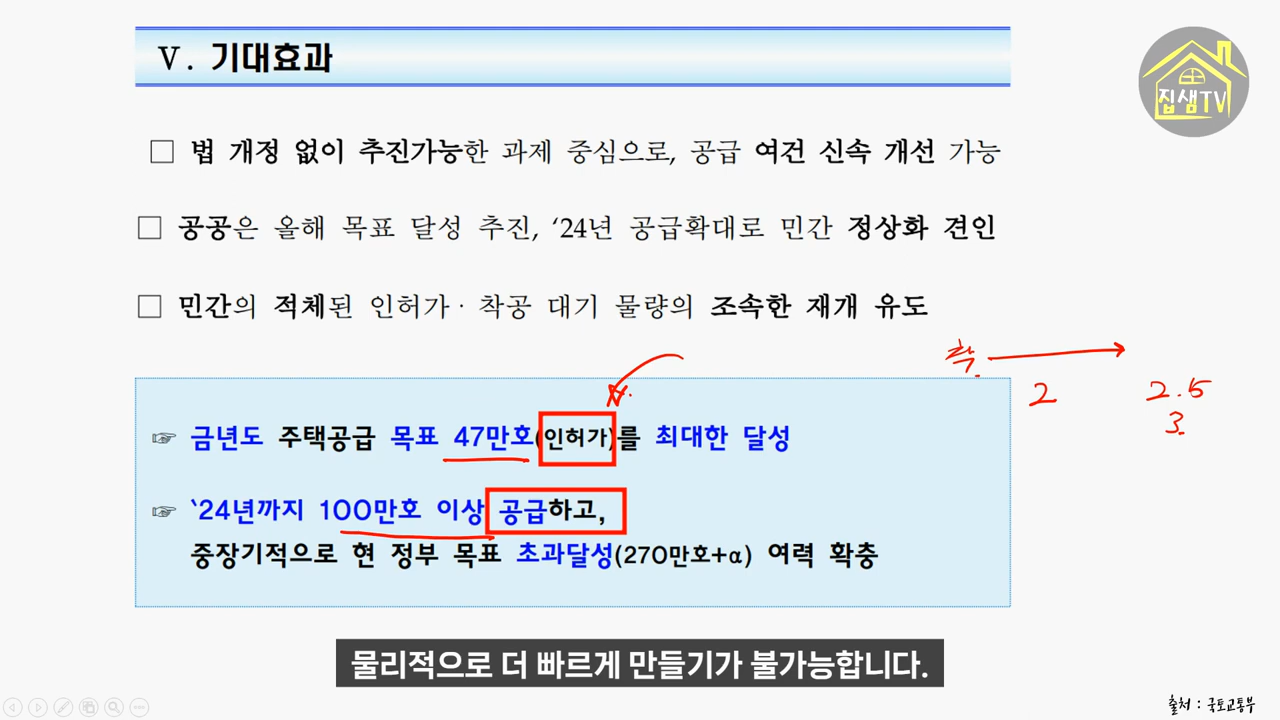 Ⅴ. 기대효과
집샘TV
□ 법 개정 없이 추진가능한 과제 중심으로, 공급 여건 신속 개선 가능
□ 공공은 올해 목표 달성 추진, ‘24년 공급확대로 민간 정상화 견인
□ 민간의 적체된 인허가· 착공 대기 물량의 조속한 재개 유도
착.
2
2.5
3.
☞ 금년도 주택공급 목표 47만호(인허가)를 최대한 달성
☞ ‵24년까지 100만호 이상 공급하고,
중장기적으로 현 정부 목표 초과달성(270만호+α) 여력 확충
물리적으로 더 빠르게 만들기가 불가능합니다.
출처 : 국토교통부